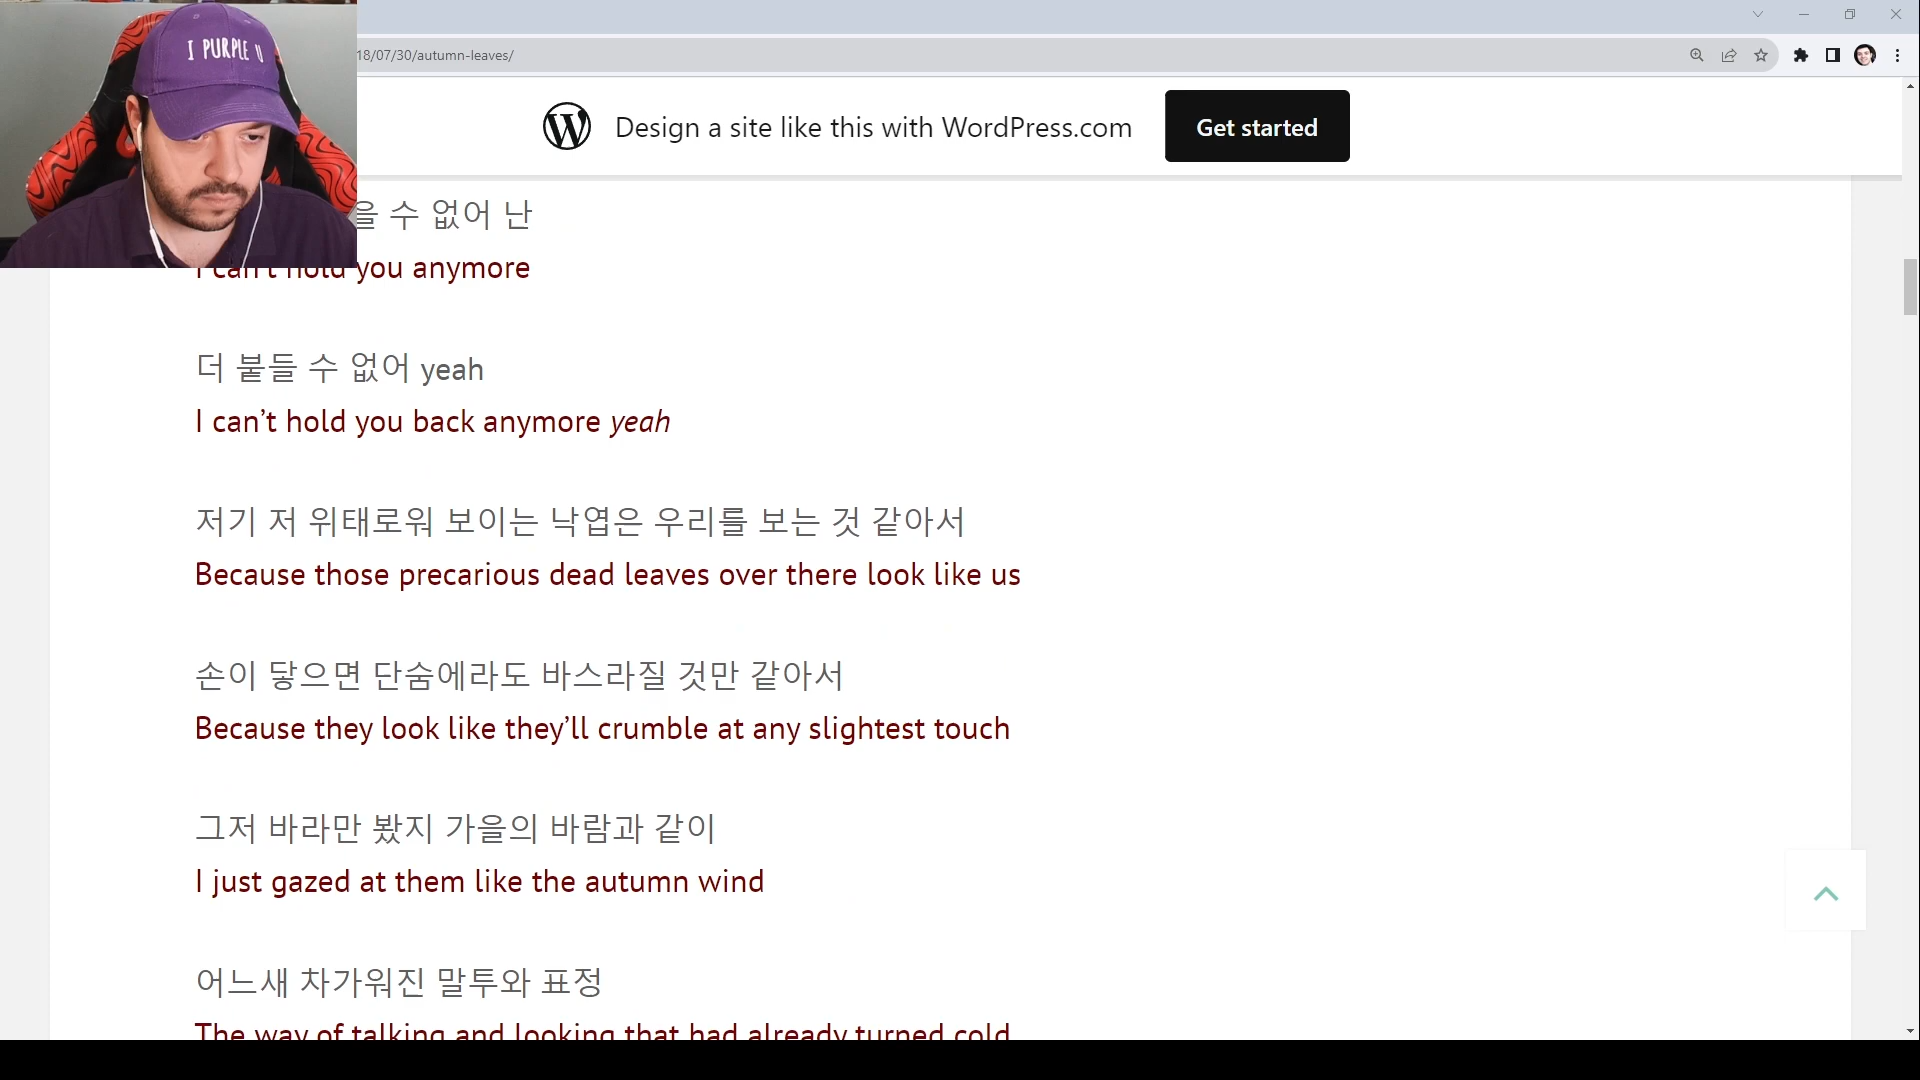 I PURPLE U
18/07/30/autumn-leaves/
Design a site like this with WordPress.com
Get started
을 수 없어 난
I can't hold you anymore
더 붙들 수 없어 yeah
I can’t hold you back anymore yeah
저기 저 위태로워 보이는 낙엽은 우리를 보는 것 같아서
Because those precarious dead leaves over there look like us
손이 닿으면 단숨에라도 바스라질 것만 같아서
Because they look like they’ll crumble at any slightest touch
그저 바라만 봤지 가을의 바람과 같이
I just gazed at them like the autumn wind
어느새 차가워진 말투와 표정
The way of talking and looking that had already turned cold